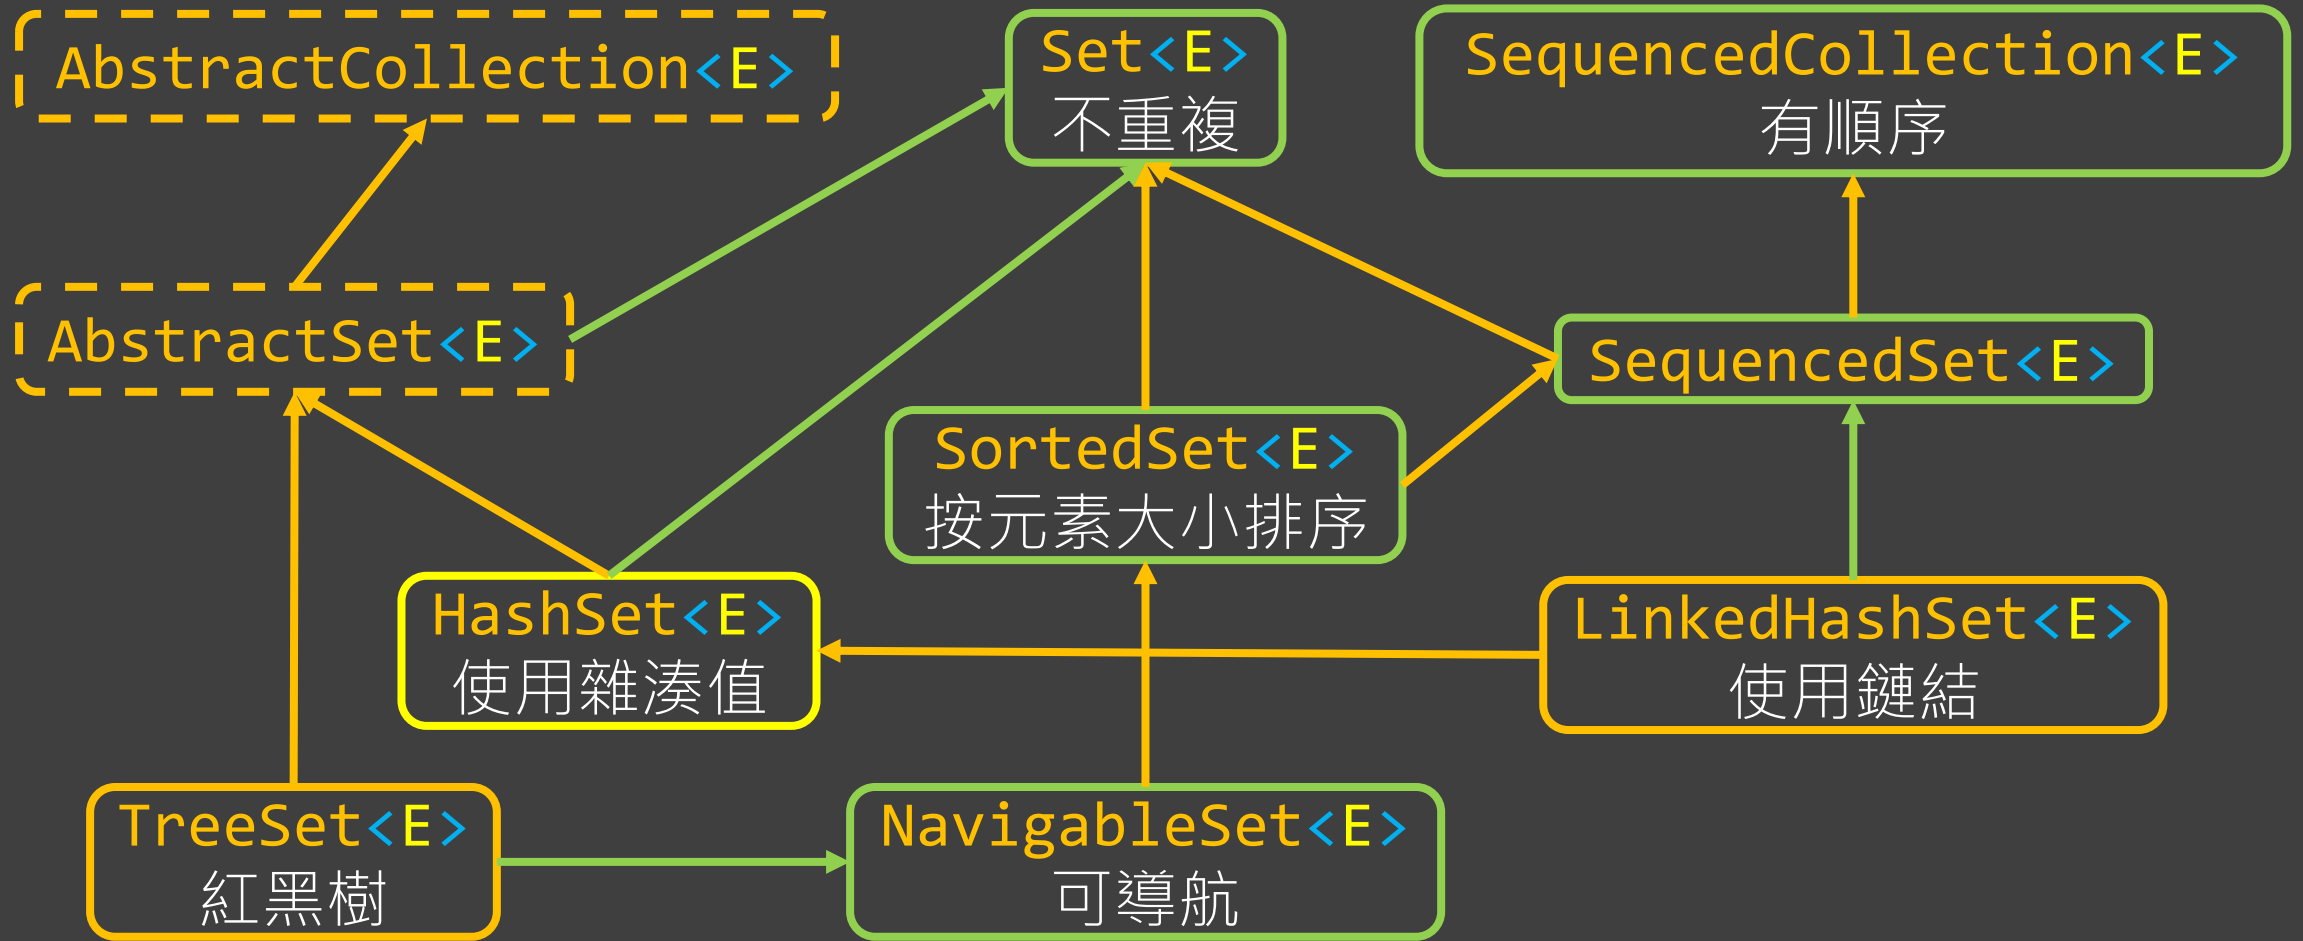 AbstractCollection<E>
Set<E>
不重複
SequencedCollection<E>
有順序
AbstractSet<E>
SequencedSet<E>
SortedSet<E>
按元素大小排序
HashSet<E>
使用雜湊值
LinkedHashSet<E>
使用鏈結
TreeSet<E>
紅黑樹
NavigableSet<E>
可導航